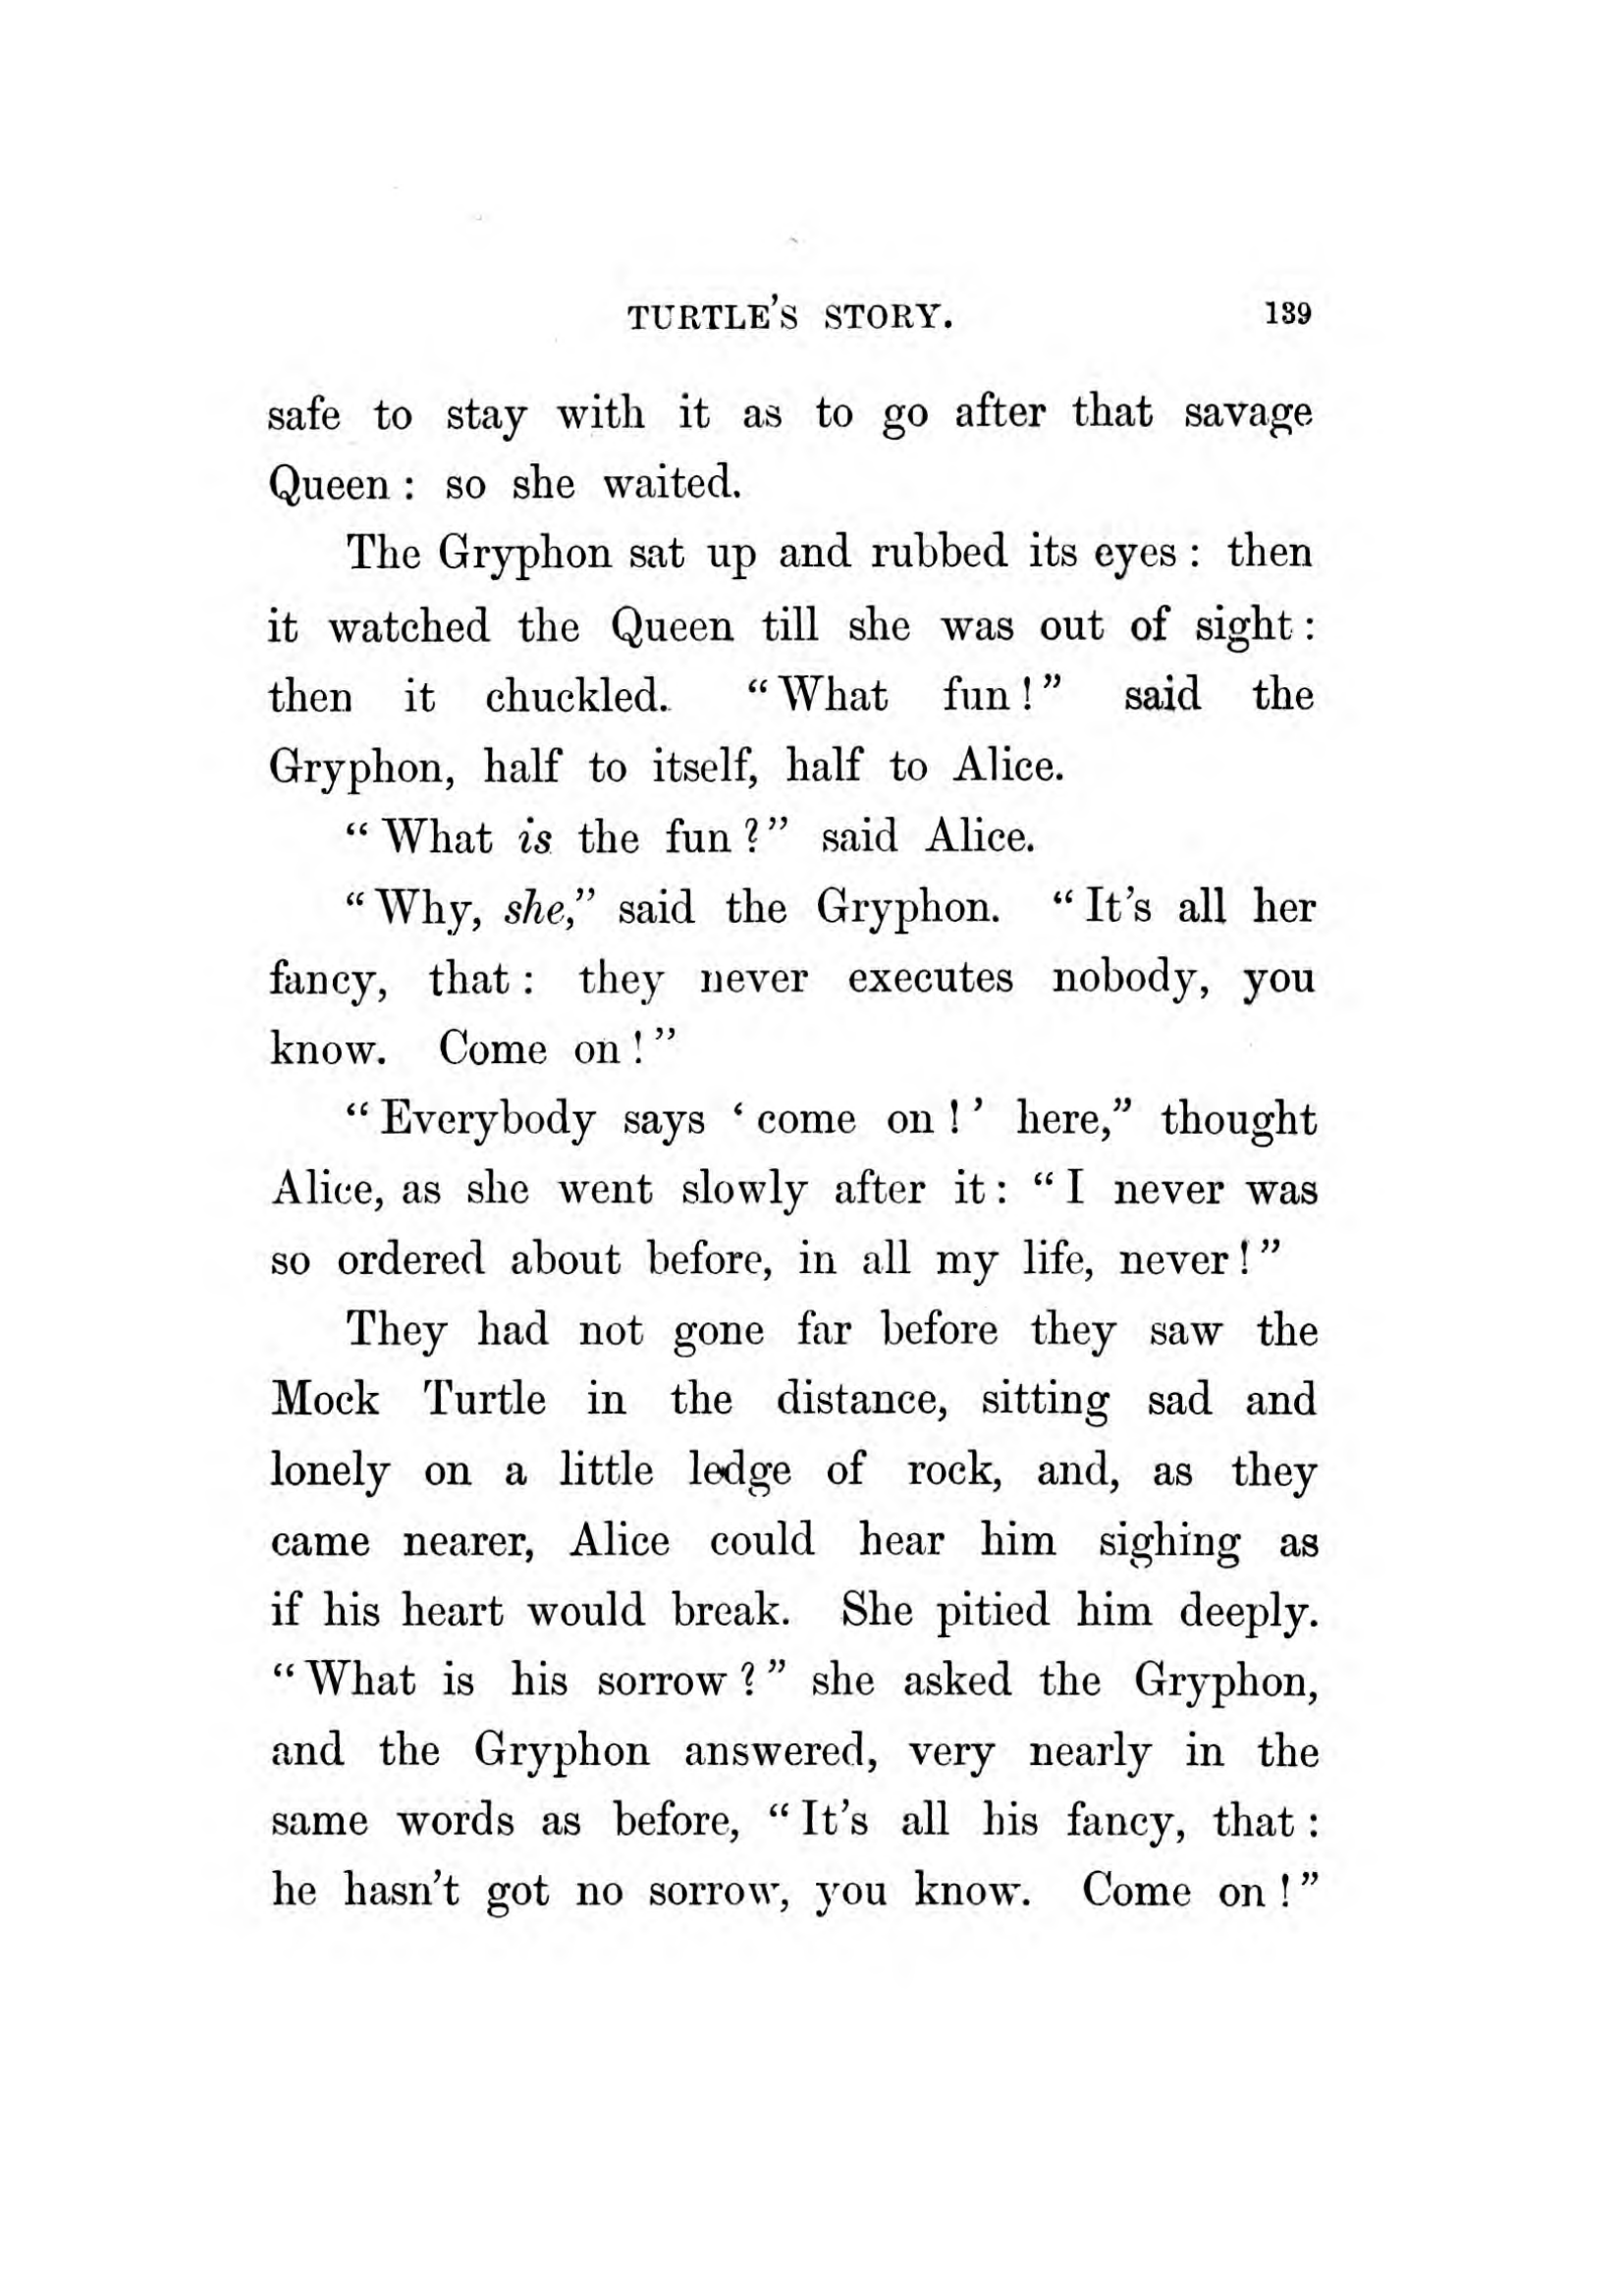 TURTLE'S STORY. 139
safe to stay with it as to go after that savage
Queen: so she waited.
The Gryphon sat up and rubbed its eyes: then
it watched the Queen till she was out of sight:
then it chuckled. “What fun!” said the
Gryphon, half to itself, half to Alice.
“What is the fun?” said Alice.
“Why, she,” said the Gryphon. “It's all her
fancy, that: they never executes nobody, you
know. Come on!”
“Everybody says ‘come on!’ here,” thought
Alice, as she went slowly after it: “I never was
so ordered about before, in all my life, never!”
They had not gone far before they saw the
Mock Turtle in the distance, sitting sad and
lonely on a little ledge of rock, and, as they
came nearer, Alice could hear him sighing as
if his heart would break. She pitied him deeply.
“What is his sorrow?” she asked the Gryphon,
and the Gryphon answered, very nearly in the
same words as before, “It's all his fancy, that:
he hasn't got no sorrow, you know. Come on!”